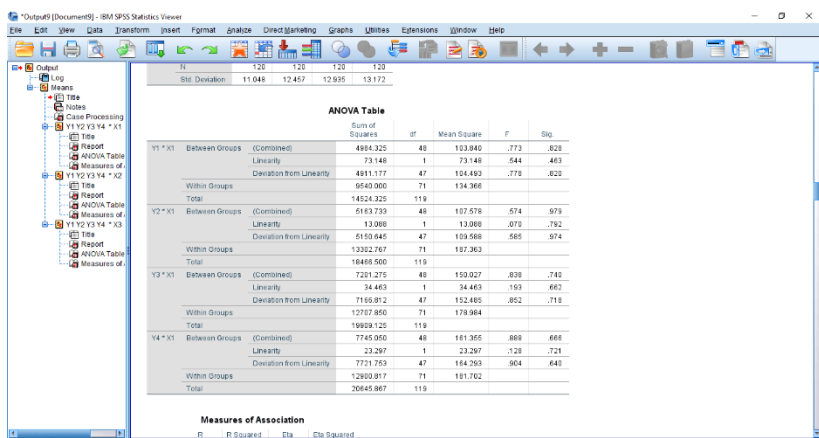 *Output9 [Document9] - IBM SPSS Statistics Viewer
File Edit View Data Transform Insert Format Analyze Direct Marketing Graphs Utilities Extensions Window Help
Output
Log
Means
Title
Notes
Case Processing
Y1 Y2 Y3 Y4 * X1
Title
Report
ANOVA Table
Measures of
Y1 Y2 Y3 Y4 * X2
Title
Report
ANOVA Table
Measures of
Y1 Y2 Y3 Y4 * X3
Title
Report
ANOVA Table
Measures of
N 120 120 120 120
Std. Deviation 11.048 12.457 12.935 13.172
ANOVA Table
Sum of Squares df Mean Square F Sig.
Y1 * X1 Between Groups (Combined) 4984.325 48 103.840 .773 .828
Linearity 73.148 1 73.148 .544 .463
Deviation from Linearity 4911.177 47 104.493 .778 .820
Within Groups 9540.000 71 134.366
Total 14524.325 119
Y2 * X1 Between Groups (Combined) 5163.733 48 107.578 .574 .979
Linearity 13.088 1 13.088 .070 .792
Deviation from Linearity 5150.645 47 109.588 .585 .974
Within Groups 13302.767 71 187.363
Total 18466.500 119
Y3 * X1 Between Groups (Combined) 7201.275 48 150.027 .838 .740
Linearity 34.463 1 34.463 .193 .662
Deviation from Linearity 7166.812 47 152.485 .852 .718
Within Groups 12707.850 71 178.984
Total 19909.125 119
Y4 * X1 Between Groups (Combined) 7745.050 48 161.355 .888 .666
Linearity 23.297 1 23.297 .128 .721
Deviation from Linearity 7721.753 47 164.293 .904 .640
Within Groups 12900.817 71 181.702
Total 20645.867 119
Measures of Association
R R Squared Eta Eta Squared